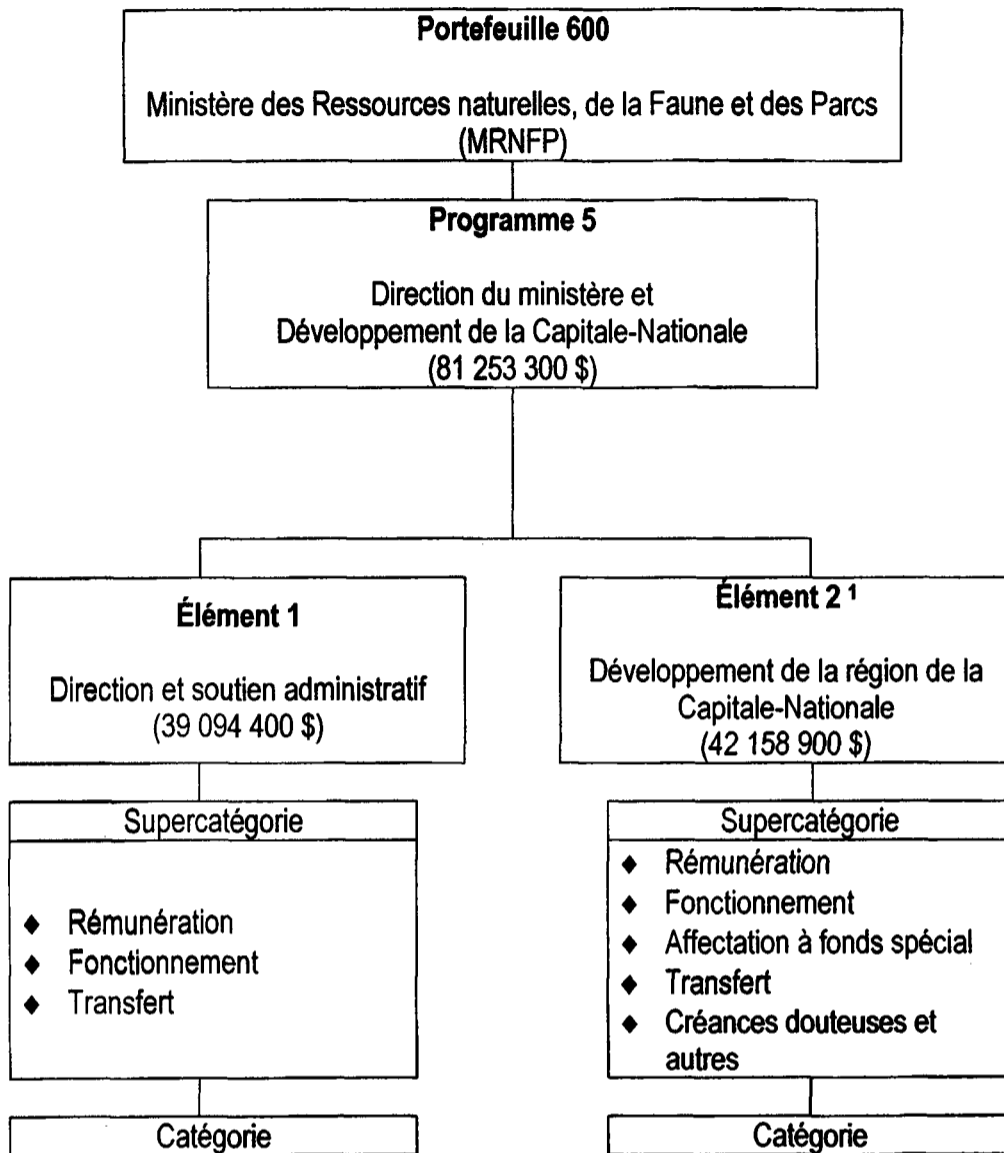 Portefeuille 600
Ministère des Ressources naturelles, de la Faune et des Parcs
(MRNFP)
Programme 5
Direction du ministère et
Développement de la Capitale-Nationale
(81 253 300 $)
Élément 1
Direction et soutien administratif
(39 094 400 $)
Élément 2 ¹
Développement de la région de la
Capitale-Nationale
(42 158 900 $)
Supercatégorie
♦ Rémunération
♦ Fonctionnement
♦ Transfert
Supercatégorie
♦ Rémunération
♦ Fonctionnement
♦ Affectation à fonds spécial
♦ Transfert
♦ Créances douteuses et
autres
Catégorie
Catégorie